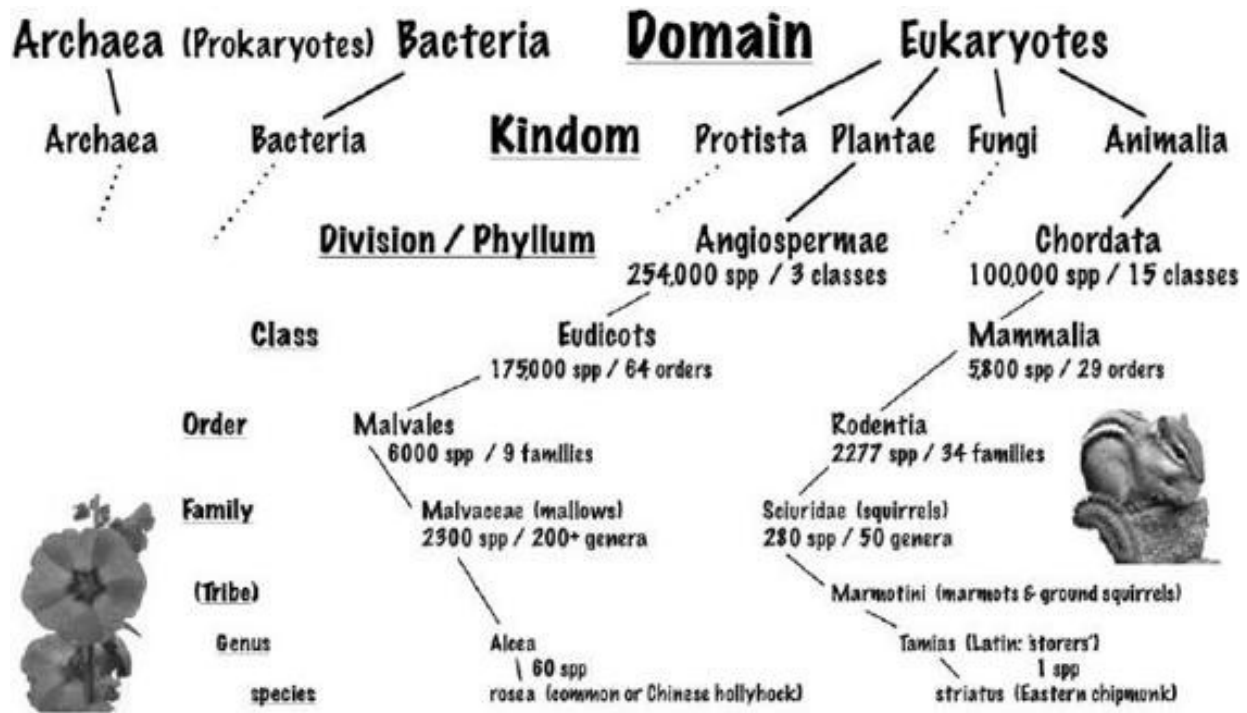 Archaea (Prokaryotes) Bacteria Domain Eukaryotes
Archaea Bacteria Kindom Protista Plantae Fungi Animalia
Division / Phyllum Angiospermae Chordata
254,000 spp / 3 classes 100,000 spp / 15 classes
Class Eudicots Mammalia
175,000 spp / 64 orders 5,800 spp / 29 orders
Order Malvales Rodentia
6000 spp / 9 families 2277 spp / 34 families
Family Malvaceae (mallows) Sciuridae (squirrels)
2300 spp / 200+ genera 280 spp / 50 genera
(Tribe) Marmotini (marmots & ground squirrels)
Genus Alcea Tamias (Latin: 'storers')
60 spp 1 spp
species rosea (common or Chinese hollyhock) striatus (Eastern chipmunk)